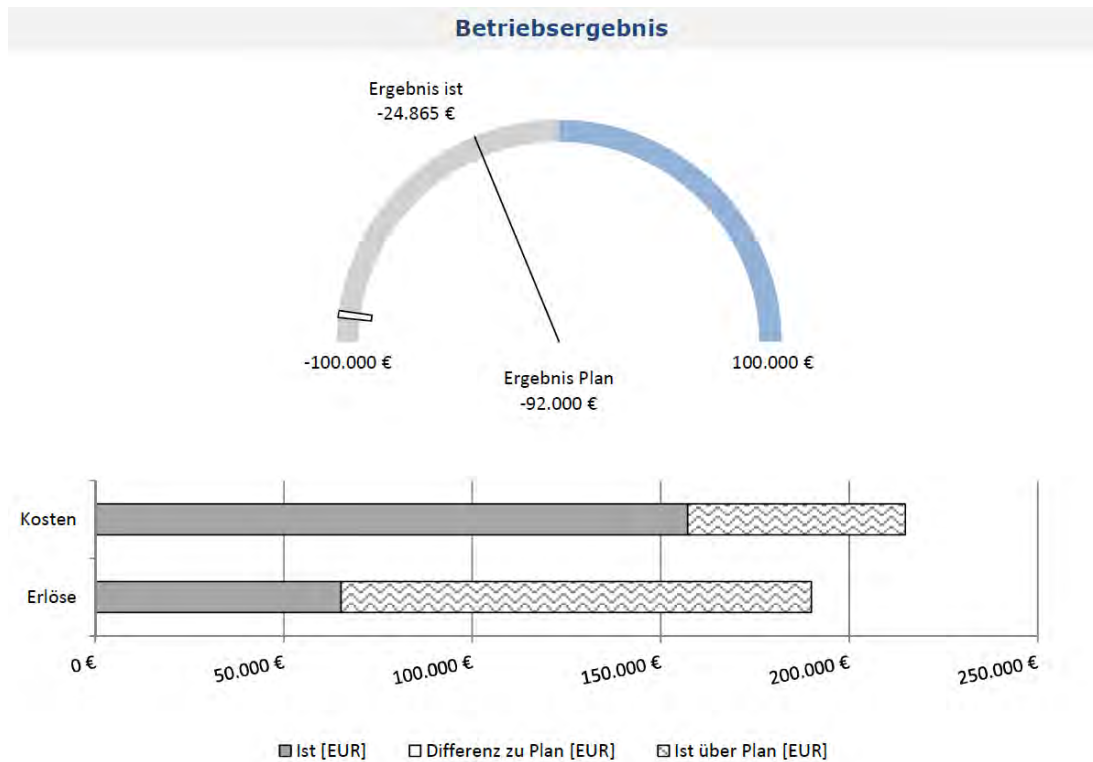 Betriebsergebnis
Ergebnis ist
-24.865 €
-100.000 €
100.000 €
Ergebnis Plan
-92.000 €
Kosten
Erlöse
0 €
50.000 €
100.000 €
150.000 €
200.000 €
250.000 €
Ist [EUR]
Differenz zu Plan [EUR]
Ist über Plan [EUR]